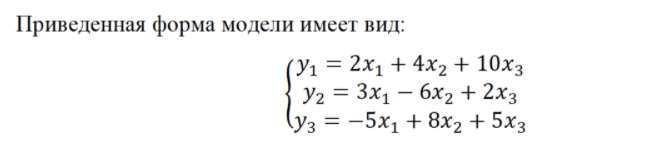 Приведенная форма модели имеет вид:
y₁ = 2x₁ + 4x₂ + 10x₃
y₂ = 3x₁ − 6x₂ + 2x₃
y₃ = −5x₁ + 8x₂ + 5x₃